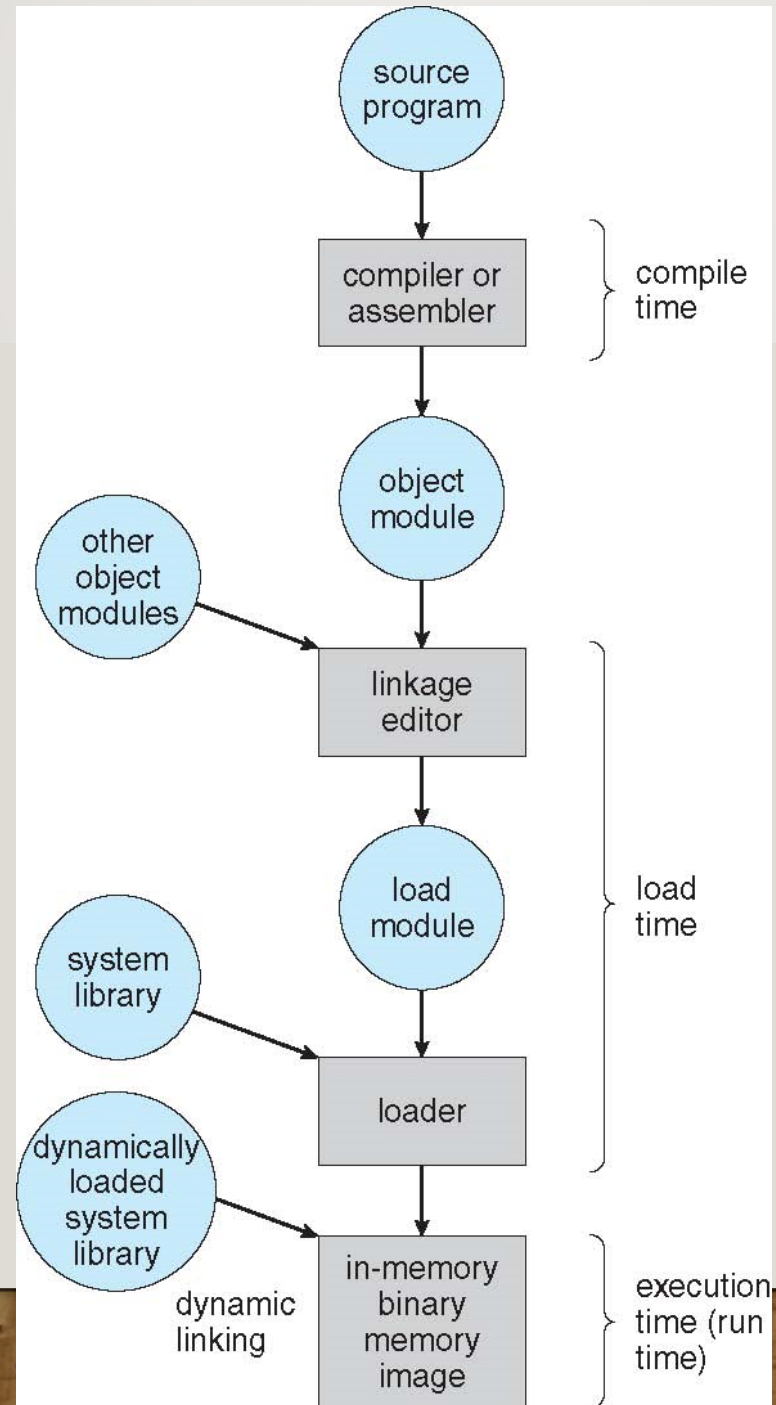 source
program
compiler or
assembler
compile
time
object
module
other
object
modules
linkage
editor
load
module
load
time
system
library
loader
dynamically
loaded
system
library
dynamic
linking
in-memory
binary
memory
image
execution
time (run
time)